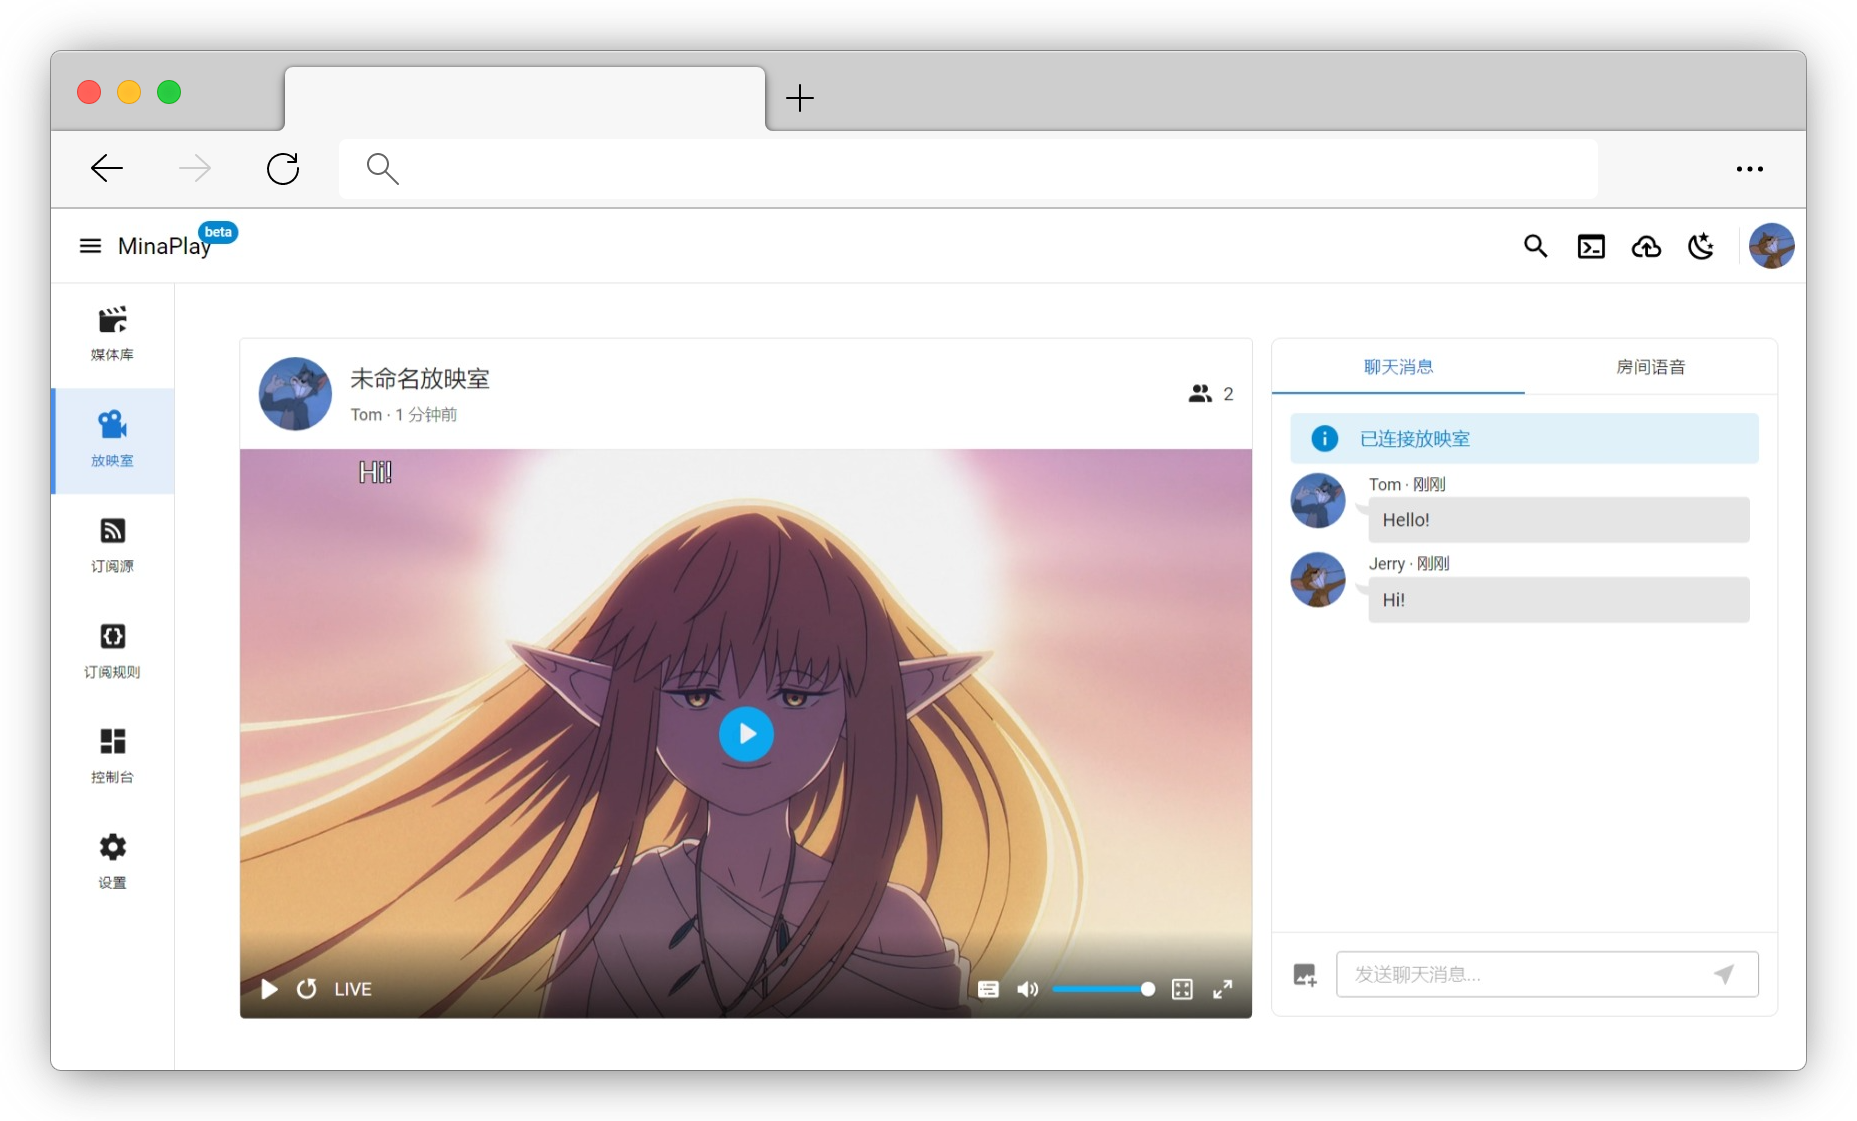 MinaPlay
beta
媒体库
放映室
订阅源
订阅规则
控制台
设置
未命名放映室
Tom · 1 分钟前
2
Hi!
LIVE
聊天消息
房间语音
已连接放映室
Tom · 刚刚
Hello!
Jerry · 刚刚
Hi!
发送聊天消息...